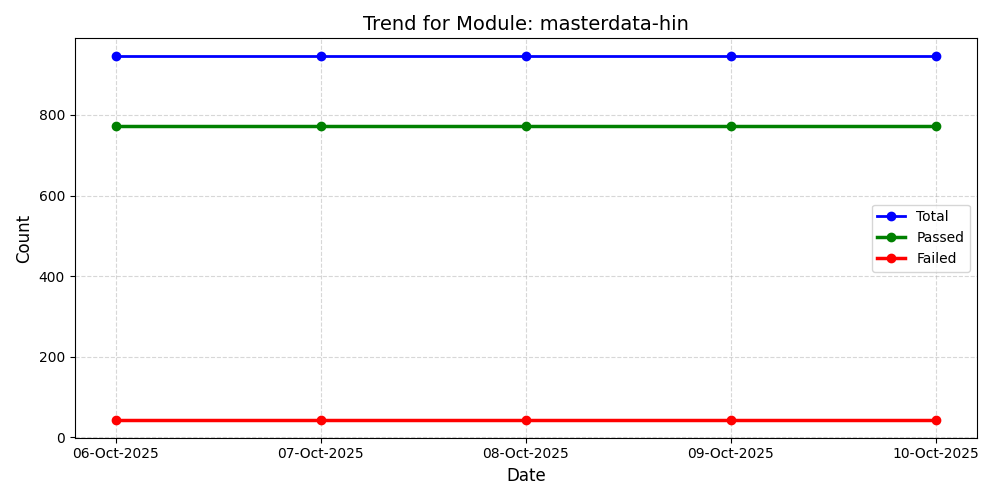 Trend for Module: masterdata-hin
Count
800
600
400
200
0
Total
Passed
Failed
06-Oct-2025 07-Oct-2025 08-Oct-2025 09-Oct-2025 10-Oct-2025
Date